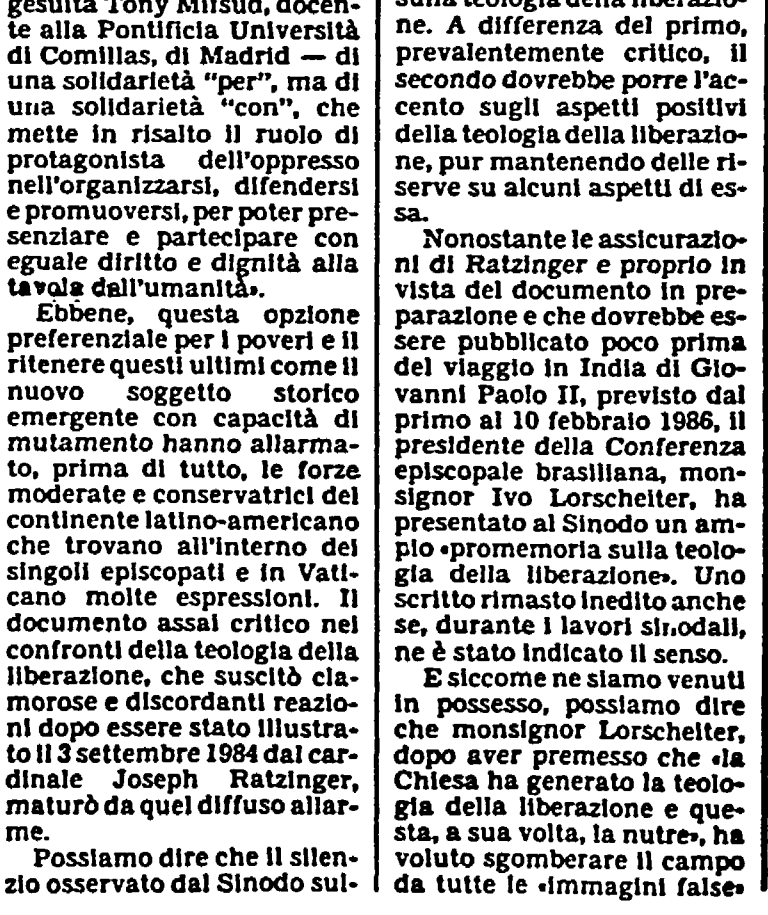 gesuita Tony Mifsud, docen-
te alla Pontificia Università
di Comillas, di Madrid — di
una solidarietà "per", ma di
una solidarietà "con", che
mette in risalto il ruolo di
protagonista dell'oppresso
nell'organizzarsi, difendersi
e promuoversi, per poter pre-
senziare e partecipare con
eguale diritto e dignità alla
tavola dell'umanità».
Ebbene, questa opzione
preferenziale per i poveri e il
ritenere questi ultimi come il
nuovo soggetto storico
emergente con capacità di
mutamento hanno allarma-
to, prima di tutto, le forze
moderate e conservatrici del
continente latino-americano
che trovano all'interno dei
singoli episcopati e in Vati-
cano molte espressioni. Il
documento assai critico nei
confronti della teologia della
liberazione, che suscitò cla-
morose e discordanti reazio-
ni dopo essere stato illustra-
to il 3 settembre 1984 dal car-
dinale Joseph Ratzinger,
maturò da quel diffuso allar-
me.
Possiamo dire che il silen-
zio osservato dal Sinodo sul-
sulla teologia della liberazio-
ne. A differenza del primo,
prevalentemente critico, il
secondo dovrebbe porre l'ac-
cento sugli aspetti positivi
della teologia della liberazio-
ne, pur mantenendo delle ri-
serve su alcuni aspetti di es-
sa.
Nonostante le assicurazio-
ni di Ratzinger e proprio in
vista del documento in pre-
parazione e che dovrebbe es-
sere pubblicato poco prima
del viaggio in India di Gio-
vanni Paolo II, previsto dal
primo al 10 febbraio 1986, il
presidente della Conferenza
episcopale brasiliana, mon-
signor Ivo Lorscheiter, ha
presentato al Sinodo un am-
pio «promemoria sulla teolo-
gia della liberazione». Uno
scritto rimasto inedito anche
se, durante i lavori sinodali,
ne è stato indicato il senso.
E siccome ne siamo venuti
in possesso, possiamo dire
che monsignor Lorscheiter,
dopo aver premesso che «la
Chiesa ha generato la teolo-
gia della liberazione e que-
sta, a sua volta, la nutre», ha
voluto sgomberare il campo
da tutte le «immagini false»